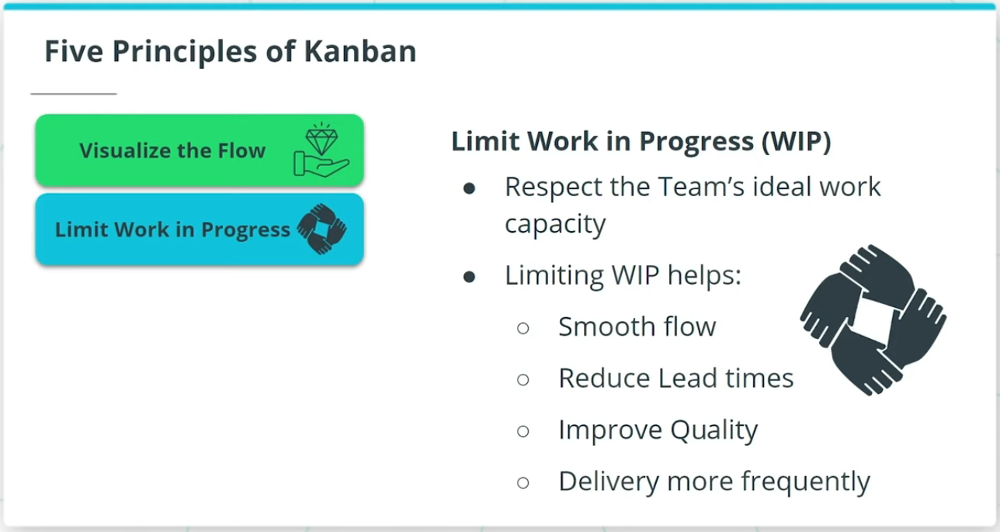 Five Principles of Kanban
Visualize the Flow
Limit Work in Progress
Limit Work in Progress (WIP)
● Respect the Team’s ideal work
capacity
● Limiting WIP helps:
○ Smooth flow
○ Reduce Lead times
○ Improve Quality
○ Delivery more frequently